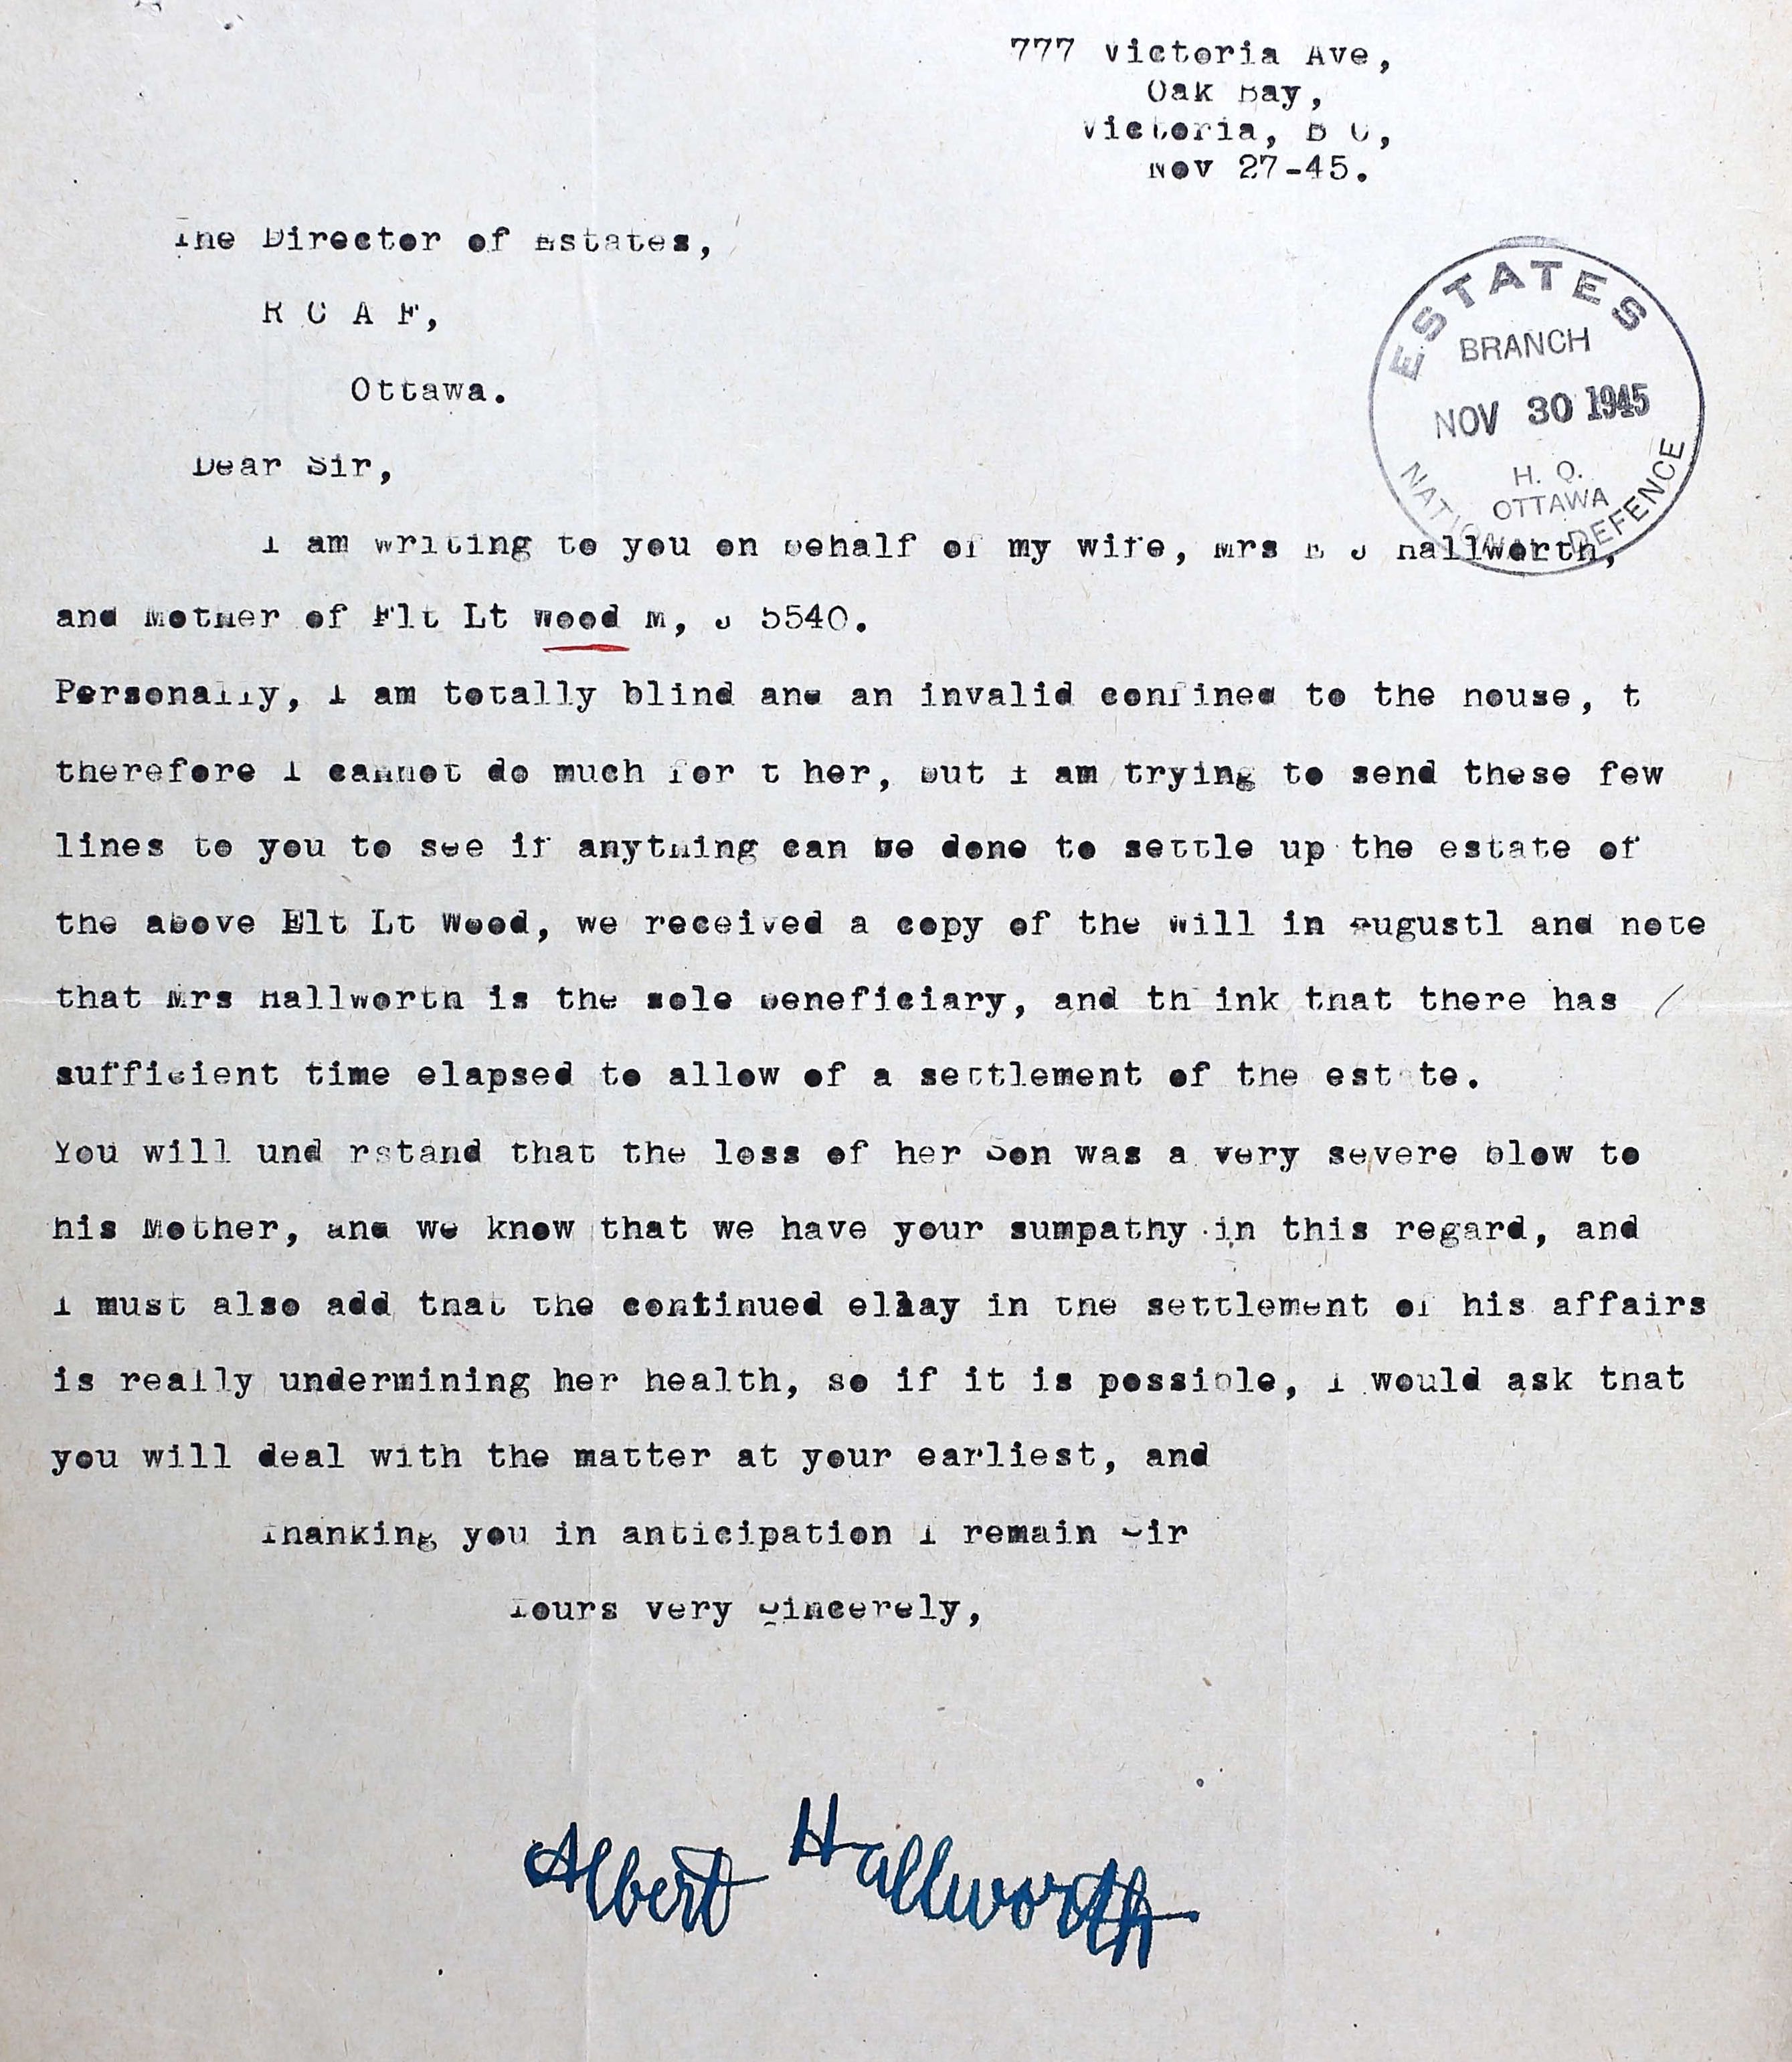 777 Victoria Ave,
Oak Bay,
Victoria, B C,
Nov 27-45.
The Director of Estates,
R C A F,
Ottawa.
ESTATES
BRANCH
NOV 30 1945
H. Q.
OTTAWA
NATIONAL DEFENCE
Dear Sir,
I am writing to you on behalf of my wife, Mrs E J Hallworth,
and Mother of Flt Lt Wood M, J 5540.
Personally, I am totally blind and an invalid confined to the house, t
therefore I cannot do much for t her, but I am trying to send these few
lines to you to see if anything can be done to settle up the estate of
the above Flt Lt Wood, we received a copy of the Will in Augustl and note
that Mrs Hallworth is the sole beneficiary, and th ink that there has
sufficient time elapsed to allow of a settlement of the est te.
You will und rstand that the loss of her Son was a very severe blow to
his Mother, and we know that we have your sumpathy in this regard, and
I must also add that the continued ellay in the settlement of his affairs
is really undermining her health, so if it is possible, I would ask that
you will deal with the matter at your earliest, and
Thanking you in anticipation I remain Sir
Yours very Sincerely,
Albert Hallworth